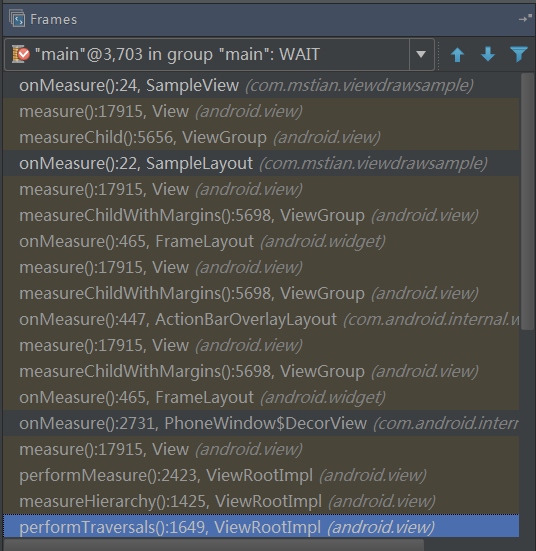 Frames
"main"@3,703 in group "main": WAIT
onMeasure():24, SampleView (com.mstian.viewdrawsample)
measure():17915, View (android.view)
measureChild():5656, ViewGroup (android.view)
onMeasure():22, SampleLayout (com.mstian.viewdrawsample)
measure():17915, View (android.view)
measureChildWithMargins():5698, ViewGroup (android.view)
onMeasure():465, FrameLayout (android.widget)
measure():17915, View (android.view)
measureChildWithMargins():5698, ViewGroup (android.view)
onMeasure():447, ActionBarOverlayLayout (com.android.internal.w
measure():17915, View (android.view)
measureChildWithMargins():5698, ViewGroup (android.view)
onMeasure():465, FrameLayout (android.widget)
onMeasure():2731, PhoneWindow$DecorView (com.android.intern
measure():17915, View (android.view)
performMeasure():2423, ViewRootImpl (android.view)
measureHierarchy():1425, ViewRootImpl (android.view)
performTraversals():1649, ViewRootImpl (android.view)